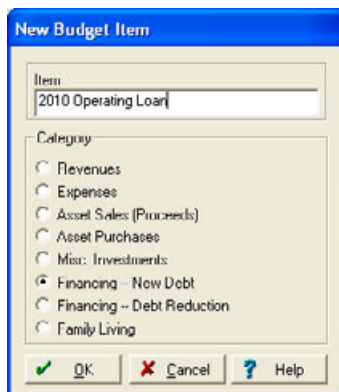 New Budget Item
Item
2010 Operating Loan
Category
Revenues
Expenses
Asset Sales (Proceeds)
Asset Purchases
Misc. Investments
Financing -- New Debt
Financing -- Debt Reduction
Family Living
OK Cancel Help